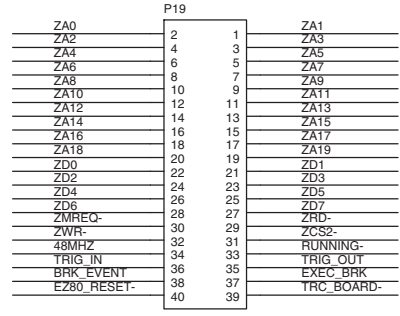 P19
ZA0 2 1 ZA1
ZA2 4 3 ZA3
ZA4 6 5 ZA5
ZA6 8 7 ZA7
ZA8 10 9 ZA9
ZA10 12 11 ZA11
ZA12 14 13 ZA13
ZA14 16 15 ZA15
ZA16 18 17 ZA17
ZA18 20 19 ZA19
ZD0 22 21 ZD1
ZD2 24 23 ZD3
ZD4 26 25 ZD5
ZD6 28 27 ZD7
ZMREQ- 30 29 ZRD-
ZWR- 32 31 ZCS2-
48MHZ 34 33 RUNNING-
TRIG_IN 36 35 TRIG_OUT
BRK_EVENT 38 37 EXEC_BRK
EZ80_RESET- 40 39 TRC_BOARD-